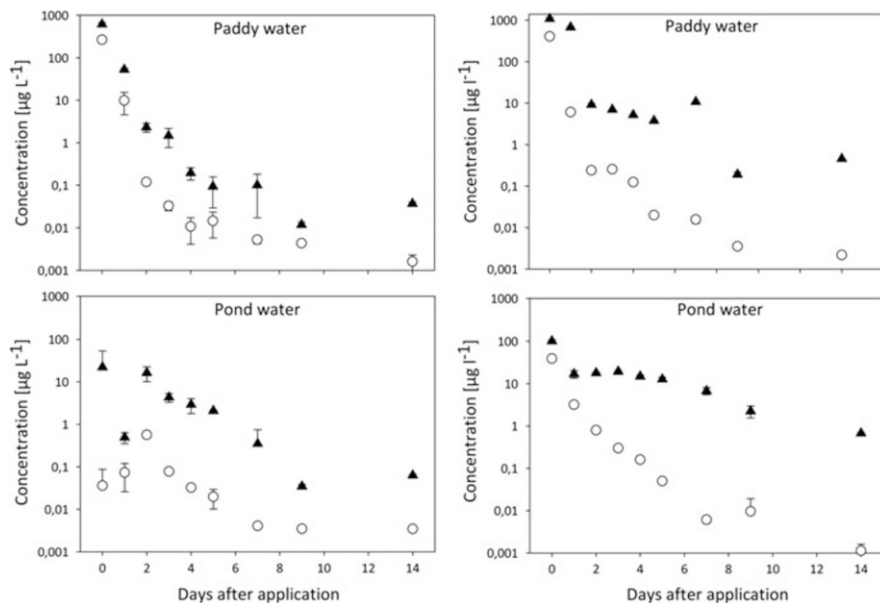 Paddy water
Concentration [µg L⁻¹]
1000
100
10
1
0,1
0,01
0,001
Paddy water
Concentration [µg l⁻¹]
1000
100
10
1
0,1
0,01
0,001
Pond water
Concentration [µg L⁻¹]
1000
100
10
1
0,1
0,01
0,001
0 2 4 6 8 10 12 14
Days after application
Pond water
Concentration [µg l⁻¹]
1000
100
10
1
0,1
0,01
0,001
0 2 4 6 8 10 12 14
Days after application